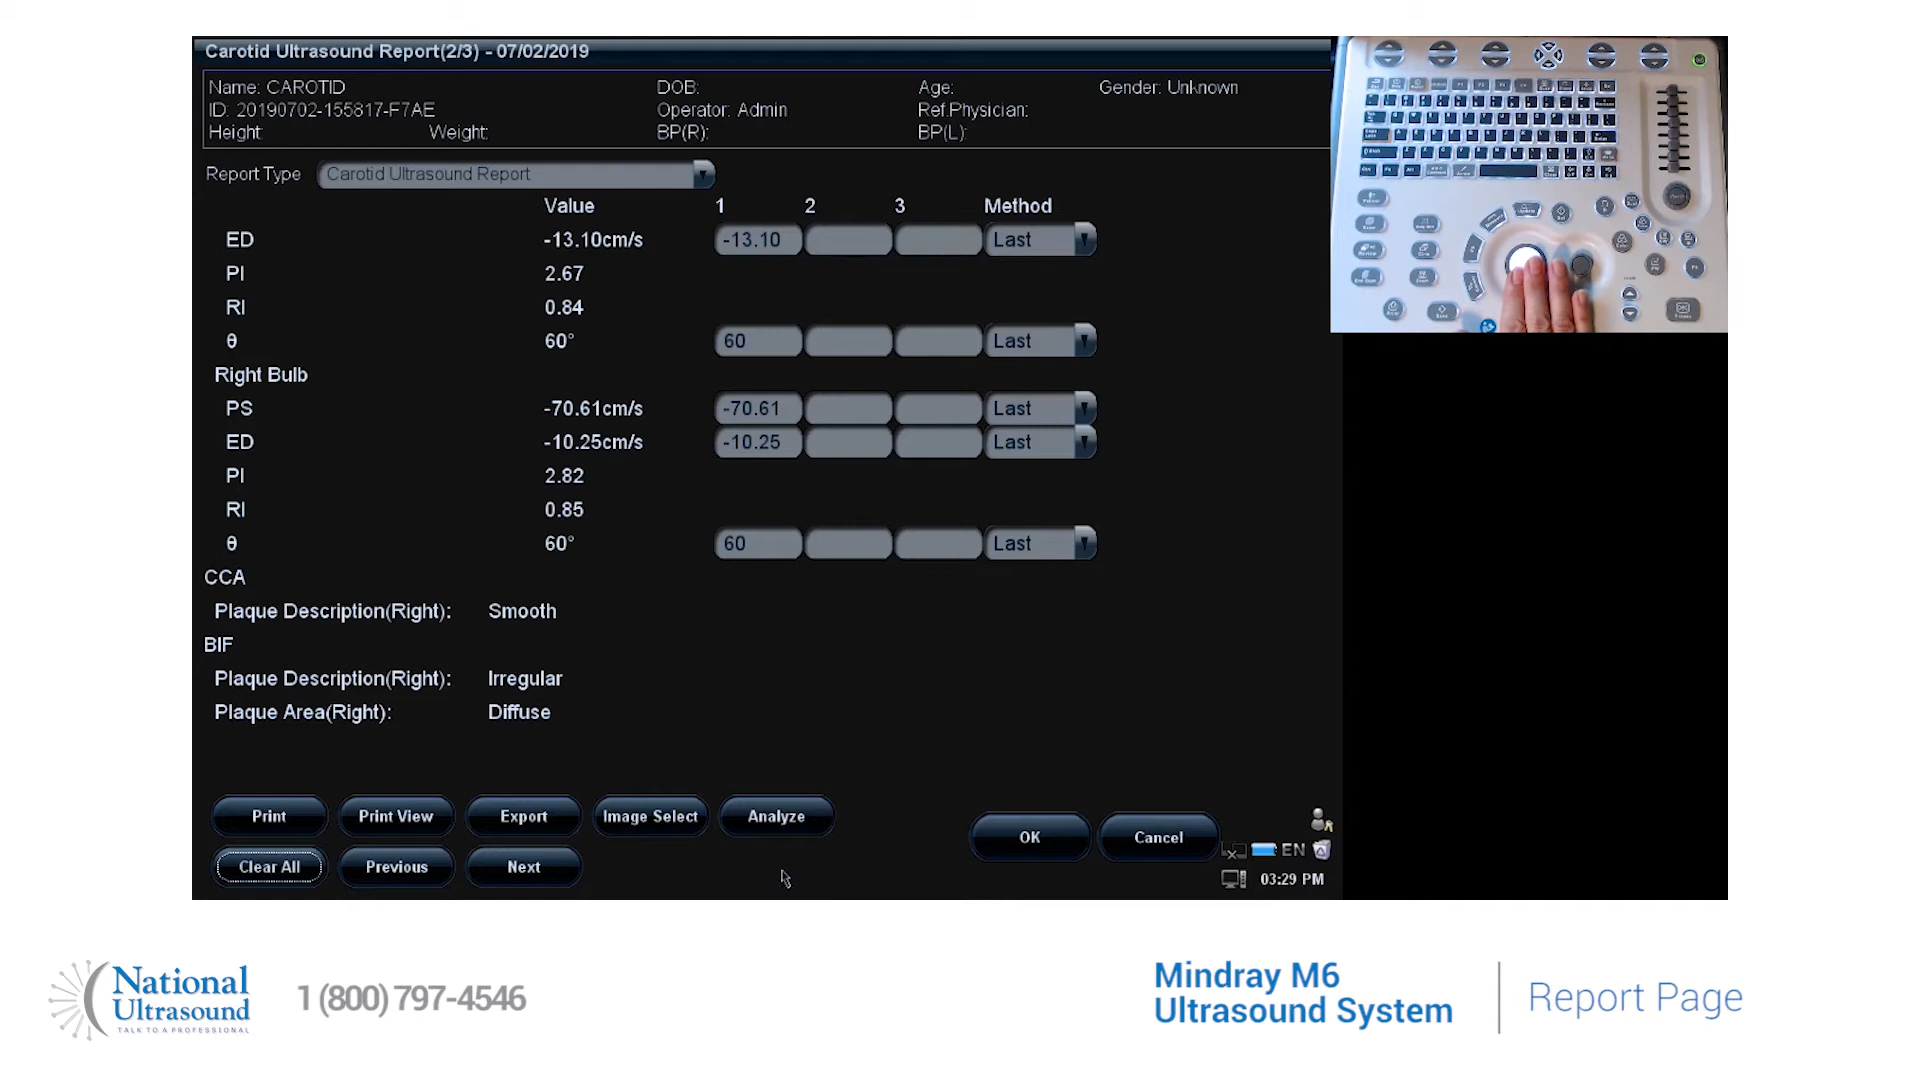 Carotid Ultrasound Report(2/3) - 07/02/2019
Name: CAROTID DOB: Age: Gender: Unknown
ID: 20190702-155817-F7AE Operator: Admin Ref.Physician:
Height: Weight: BP(R): BP(L):
Report Type Carotid Ultrasound Report
Value 1 2 3 Method
ED -13.10cm/s -13.10 Last
PI 2.67
RI 0.84
θ 60° 60 Last
Right Bulb
PS -70.61cm/s -70.61 Last
ED -10.25cm/s -10.25 Last
PI 2.82
RI 0.85
θ 60° 60 Last
CCA
Plaque Description(Right): Smooth
BIF
Plaque Description(Right): Irregular
Plaque Area(Right): Diffuse
Print Print View Export Image Select Analyze
OK Cancel
EN
Clear All Previous Next
03:29 PM
National
Ultrasound
TALK TO A PROFESSIONAL
1 (800) 797-4546
Mindray M6
Ultrasound System
Report Page